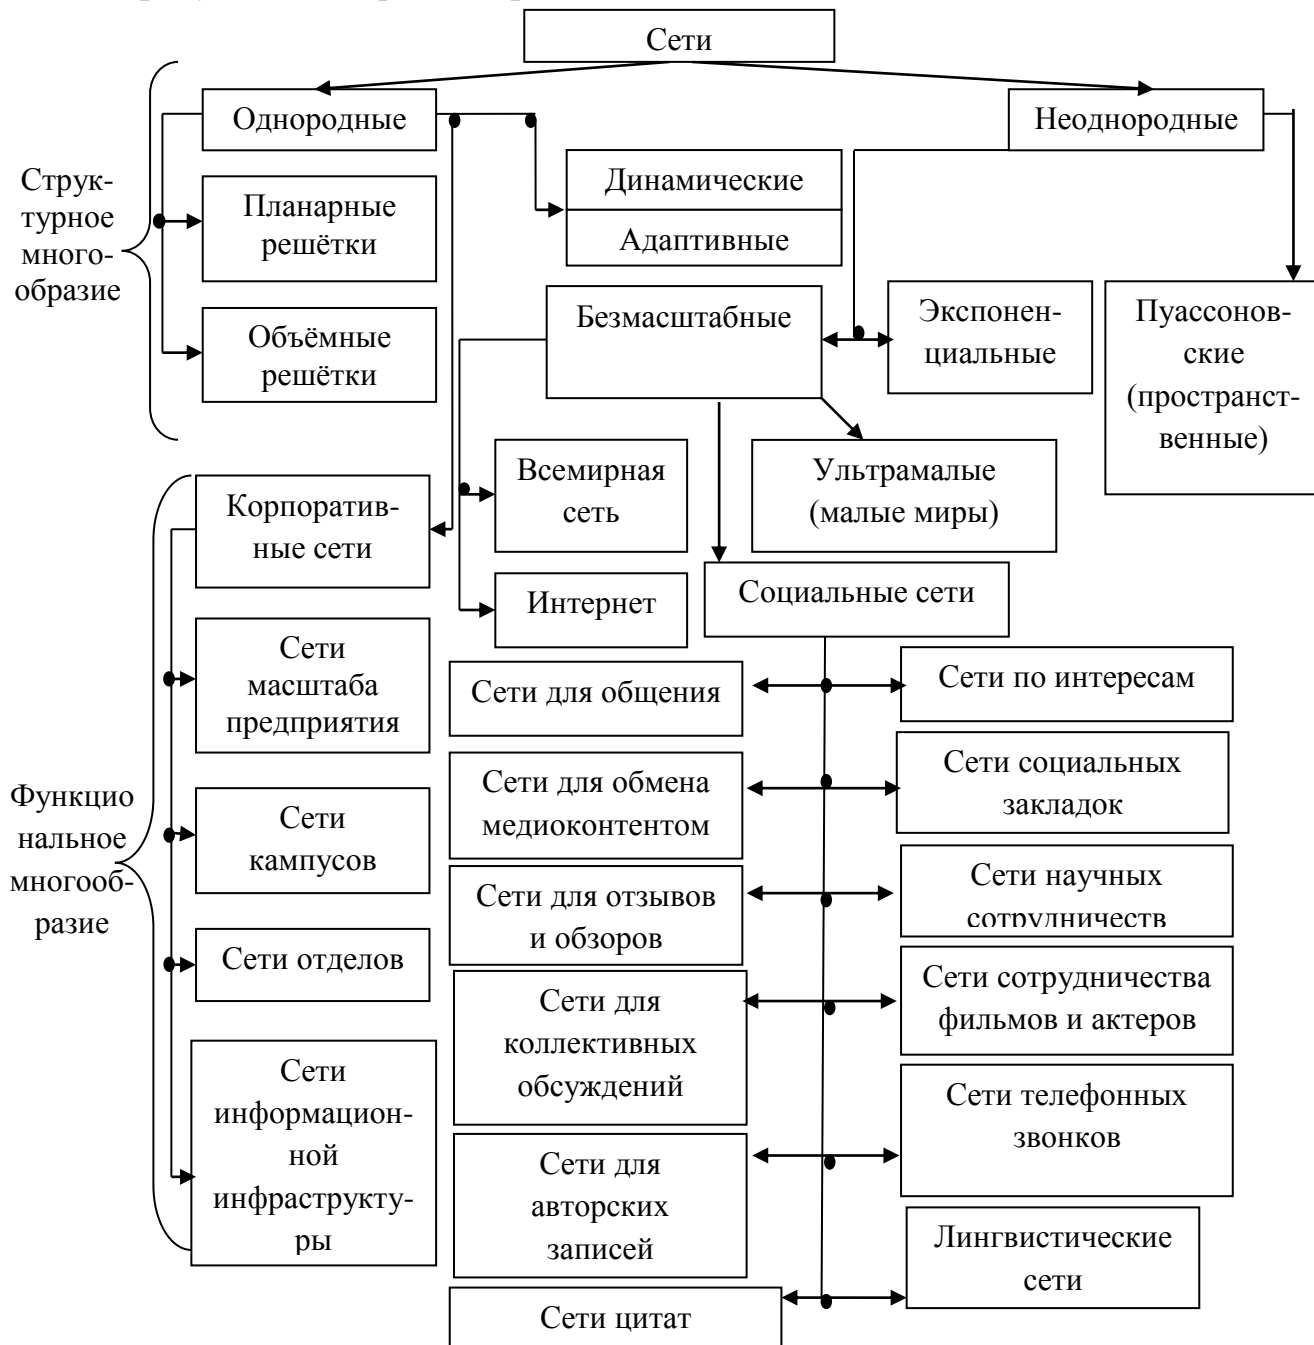 Сети
Однородные
Неоднородные
Динамические
Адаптивные
Струк-
турное
много-
образие
Планарные
решётки
Объёмные
решётки
Безмасштабные
Экспонен-
циальные
Пуассонов-
ские
(пространст-
венные)
Всемирная
сеть
Ультрамалые
(малые миры)
Корпоратив-
ные сети
Интернет
Социальные сети
Сети
масштаба
предприятия
Сети для общения
Сети по интересам
Функцио
нальное
многооб-
разие
Сети
кампусов
Сети для обмена
медиоконтентом
Сети социальных
закладок
Сети для отзывов
и обзоров
Сети научных
сотрудничеств
Сети отделов
Сети для
коллективных
обсуждений
Сети сотрудничества
фильмов и актеров
Сети
информацион-
ной
инфраструкту-
ры
Сети для
авторских
записей
Сети телефонных
звонков
Лингвистические
сети
Сети цитат